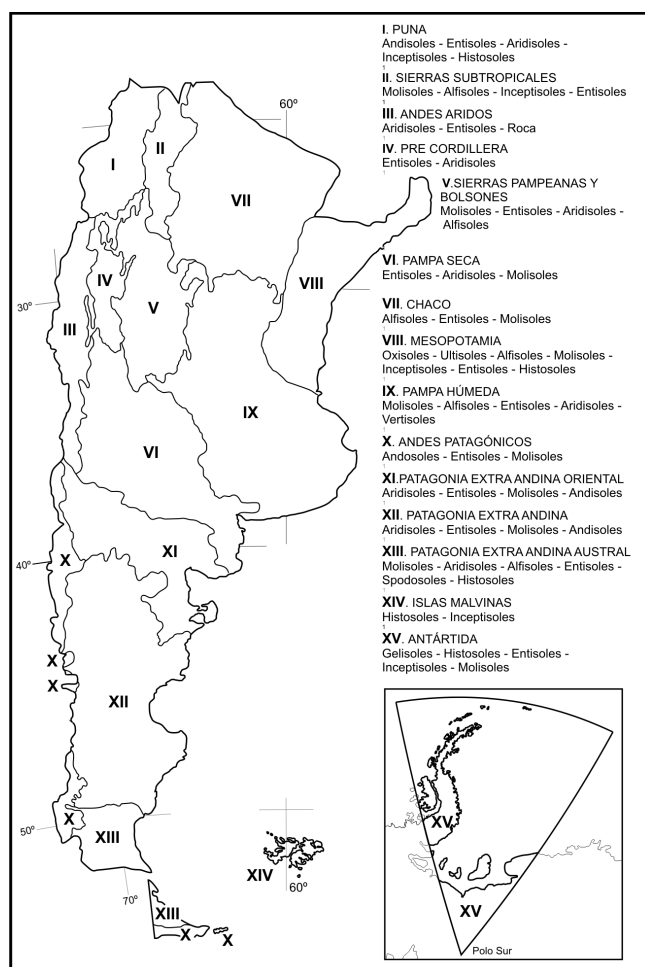 I. PUNA
Andisoles - Entisoles - Aridisoles -
Inceptisoles - Histosoles
II. SIERRAS SUBTROPICALES
Molisoles - Alfisoles - Inceptisoles - Entisoles
III. ANDES ARIDOS
Aridisoles - Entisoles - Roca
IV. PRE CORDILLERA
Entisoles - Aridisoles
V.SIERRAS PAMPEANAS Y
BOLSONES
Molisoles - Entisoles - Aridisoles -
Alfisoles
VI. PAMPA SECA
Entisoles - Aridisoles - Molisoles
VII. CHACO
Alfisoles - Entisoles - Molisoles
VIII. MESOPOTAMIA
Oxisoles - Ultisoles - Alfisoles - Molisoles -
Inceptisoles - Entisoles - Histosoles
IX. PAMPA HÚMEDA
Molisoles - Alfisoles - Entisoles - Aridisoles -
Vertisoles
X. ANDES PATAGÓNICOS
Andosoles - Entisoles - Molisoles
XI.PATAGONIA EXTRA ANDINA ORIENTAL
Aridisoles - Entisoles - Molisoles - Andisoles
XII. PATAGONIA EXTRA ANDINA
Aridisoles - Entisoles - Molisoles - Andisoles
XIII. PATAGONIA EXTRA ANDINA AUSTRAL
Molisoles - Aridisoles - Alfisoles - Entisoles -
Spodosoles - Histosoles
XIV. ISLAS MALVINAS
Histosoles - Inceptisoles
XV. ANTÁRTIDA
Gelisoles - Histosoles - Entisoles -
Inceptisoles - Molisoles
60º
I
II
VII
IV
III
V
VIII
30º
IX
VI
XI
X
40º
X
X
XII
X
50º
XIII
XIV
60º
70º
XIII
X
X
XV
XV
Polo Sur